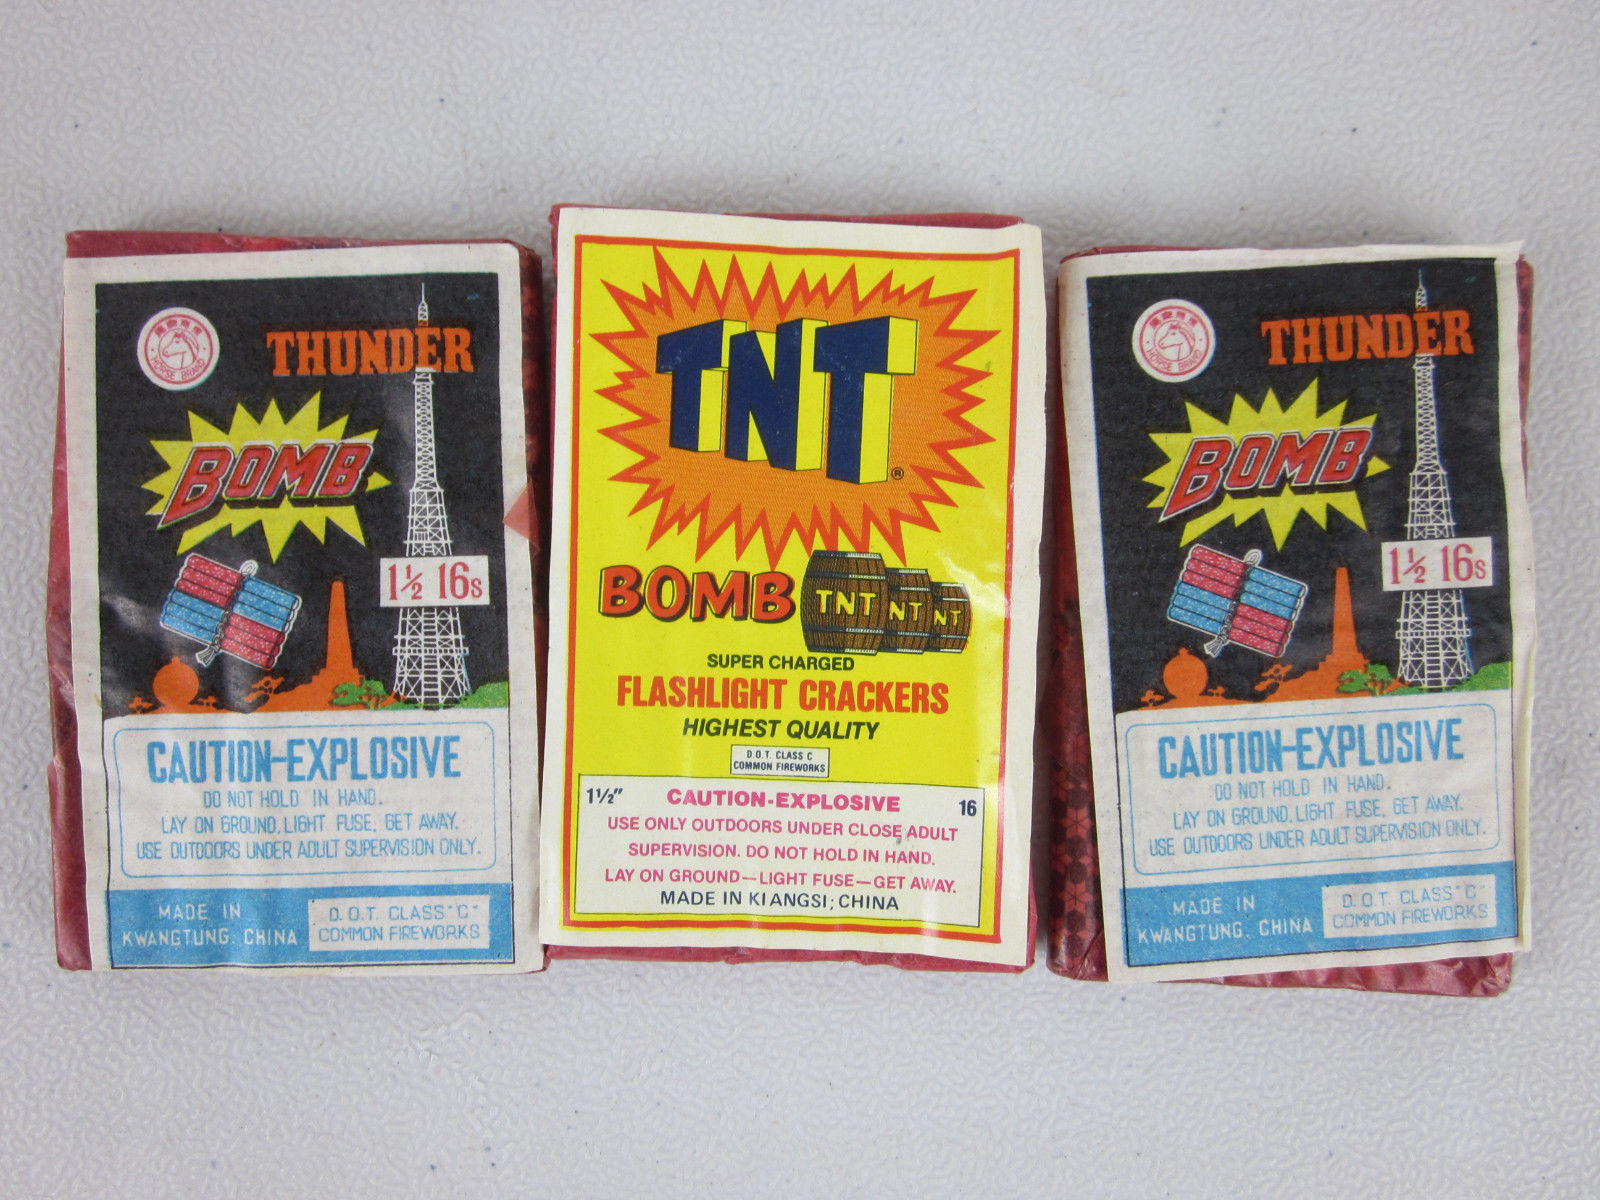 HORSE BRAND
THUNDER
BOMB
1½ 16s
CAUTION-EXPLOSIVE
DO NOT HOLD IN HAND.
LAY ON GROUND, LIGHT FUSE, GET AWAY.
USE OUTDOORS UNDER ADULT SUPERVISION ONLY.
MADE IN
KWANGTUNG. CHINA
D.O.T. CLASS "C"
COMMON FIREWORKS
TNT®
BOMB
TNT NT NT
SUPER CHARGED
FLASHLIGHT CRACKERS
HIGHEST QUALITY
D.O.T. CLASS C
COMMON FIREWORKS
1½" CAUTION-EXPLOSIVE 16
USE ONLY OUTDOORS UNDER CLOSE ADULT
SUPERVISION. DO NOT HOLD IN HAND.
LAY ON GROUND—LIGHT FUSE—GET AWAY.
MADE IN KIANGSI; CHINA
HORSE BRAND
THUNDER
BOMB
1½ 16s
CAUTION-EXPLOSIVE
DO NOT HOLD IN HAND.
LAY ON GROUND, LIGHT FUSE, GET AWAY.
USE OUTDOORS UNDER ADULT SUPERVISION ONLY.
MADE IN
KWANGTUNG. CHINA
D.O.T. CLASS "C"
COMMON FIREWORKS